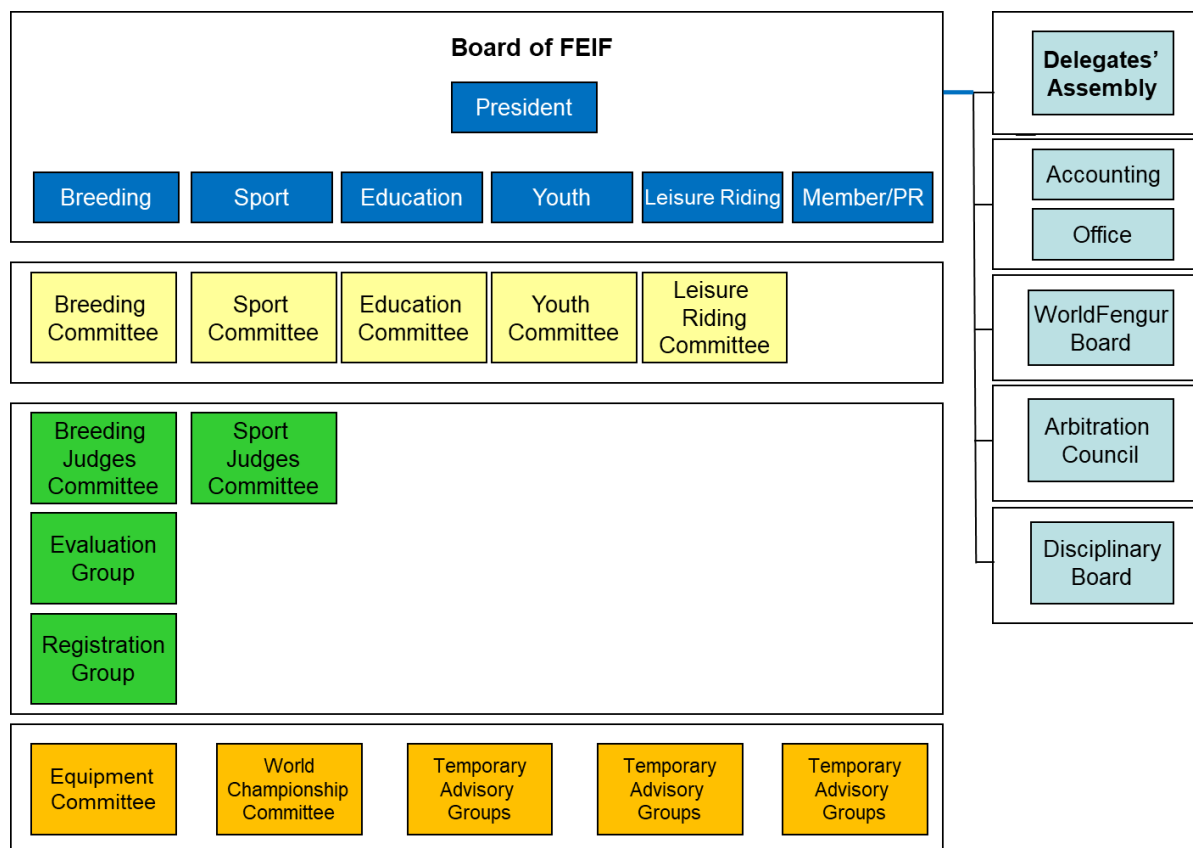 Board of FEIF
President
Breeding
Sport
Education
Youth
Leisure Riding
Member/PR
Breeding
Committee
Sport
Committee
Education
Committee
Youth
Committee
Leisure
Riding
Committee
Breeding
Judges
Committee
Sport
Judges
Committee
Evaluation
Group
Registration
Group
Equipment
Committee
World
Championship
Committee
Temporary
Advisory
Groups
Temporary
Advisory
Groups
Temporary
Advisory
Groups
Delegates’
Assembly
Accounting
Office
WorldFengur
Board
Arbitration
Council
Disciplinary
Board